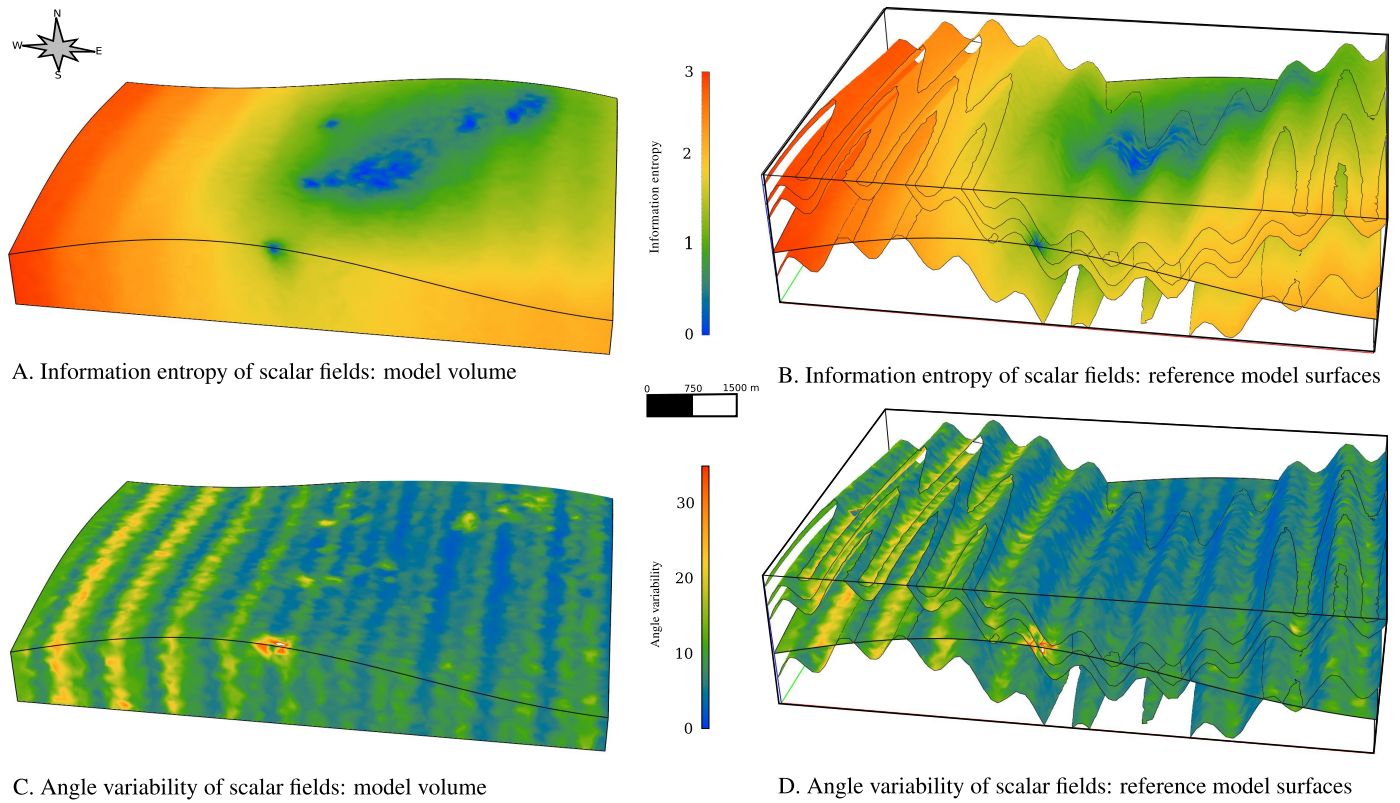 N
W
E
S
3
2
1
0
Information entropy
A. Information entropy of scalar fields: model volume
B. Information entropy of scalar fields: reference model surfaces
0 750 1500 m
30
20
10
0
Angle variability
C. Angle variability of scalar fields: model volume
D. Angle variability of scalar fields: reference model surfaces